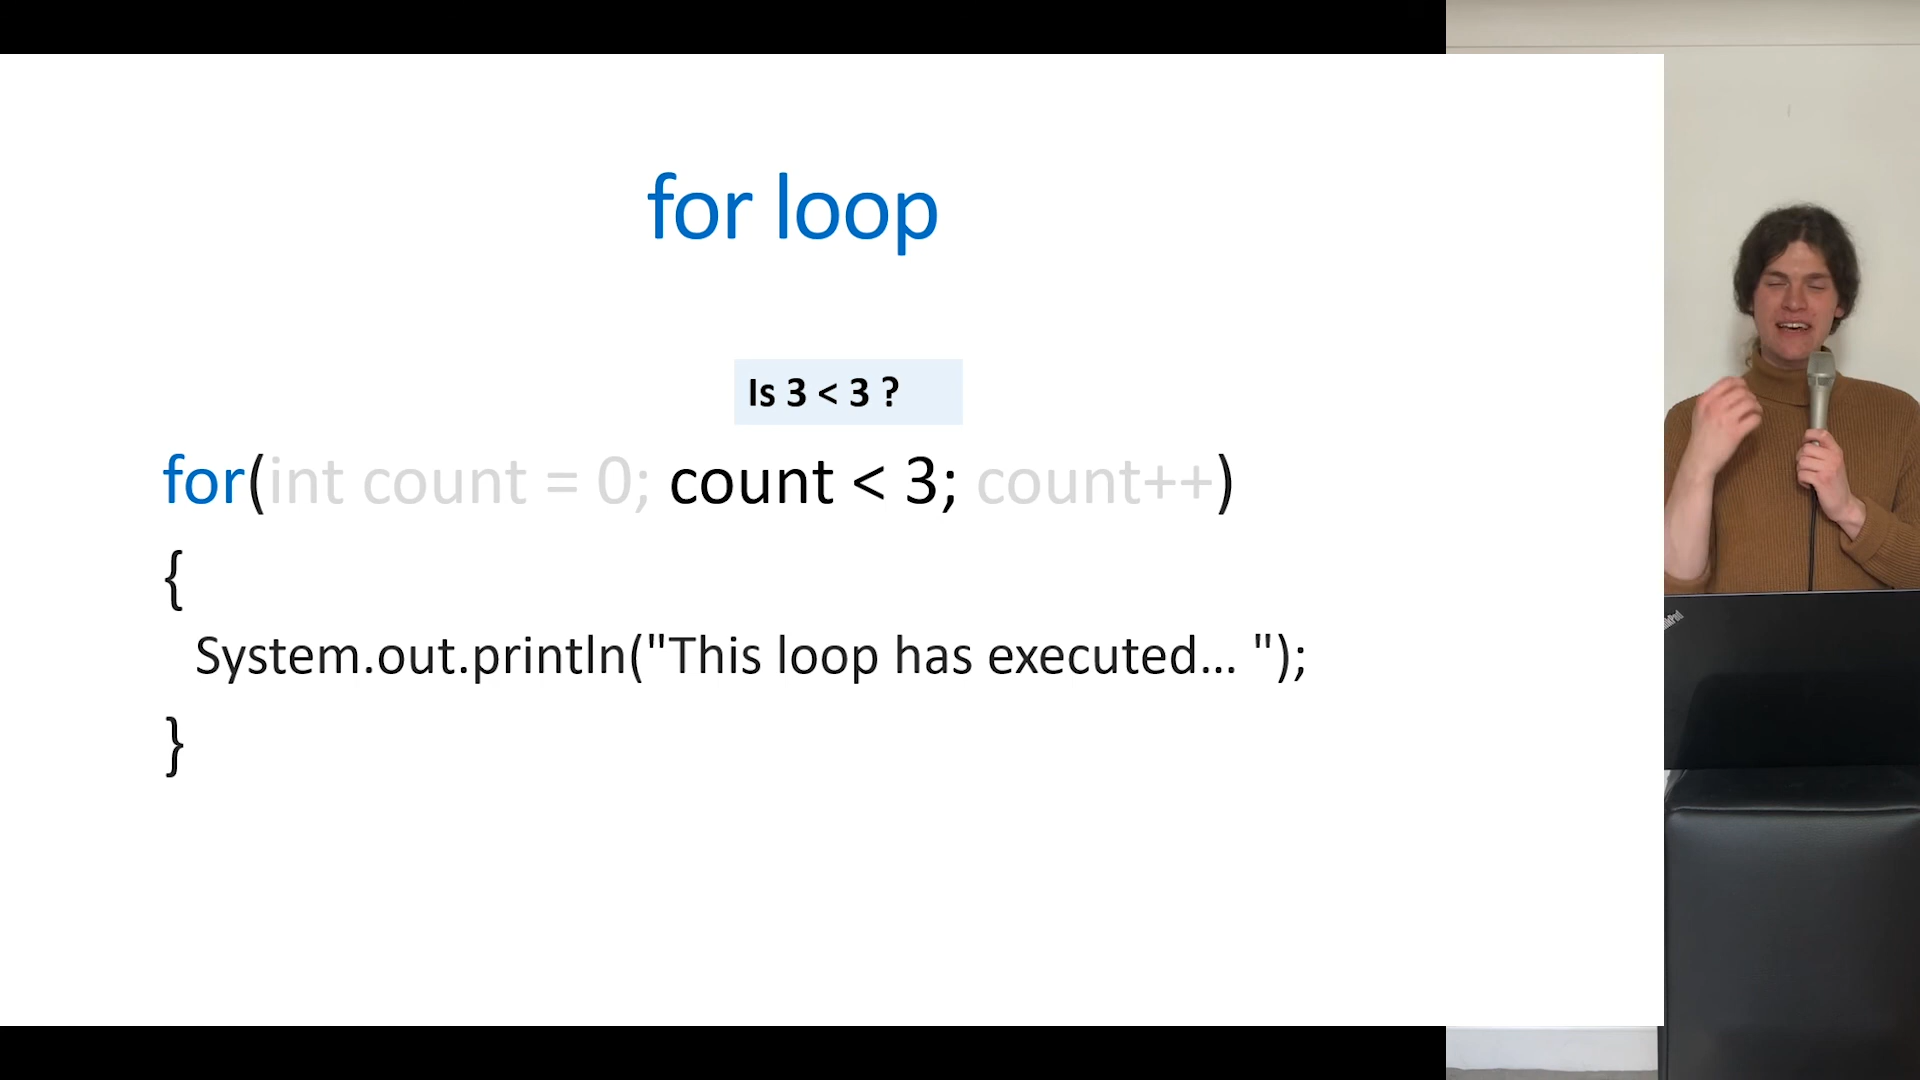 for loop
Is 3 < 3 ?
for(int count = 0; count < 3; count++)
{
System.out.println("This loop has executed... ");
}